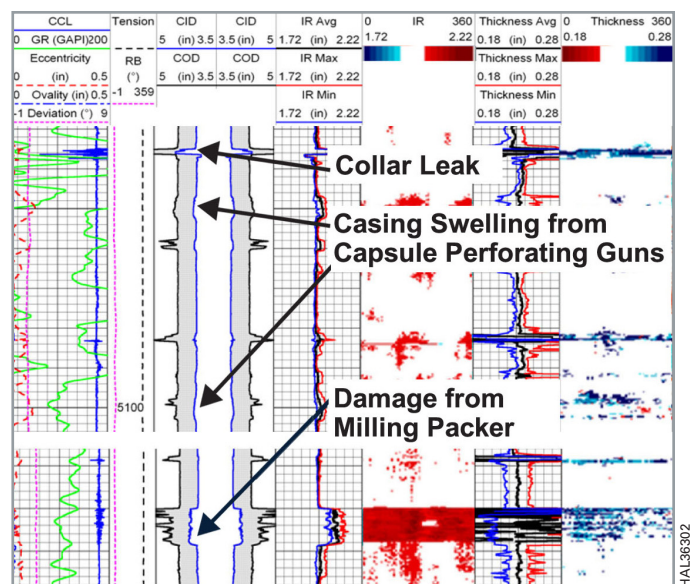 CCL
0 GR (GAPI)200
Eccentricity
(in) 0.5
0 Ovality (in) 0.5
-1 Deviation (°) 9
Tension
RB
(°)
-1 359
CID CID
5 (in) 3.5 3.5 (in) 5
COD COD
5 (in) 3.5 3.5 (in) 5
IR Avg
1.72 (in) 2.22
IR Max
1.72 (in) 2.22
IR Min
1.72 (in) 2.22
0 IR 360
1.72 2.22
Thickness Avg
0.18 (in) 0.28
Thickness Max
0.18 (in) 0.28
Thickness Min
0.18 (in) 0.28
0 Thickness 360
0.18 0.28
Collar Leak
Casing Swelling from
Capsule Perforating Guns
5100
Damage from
Milling Packer